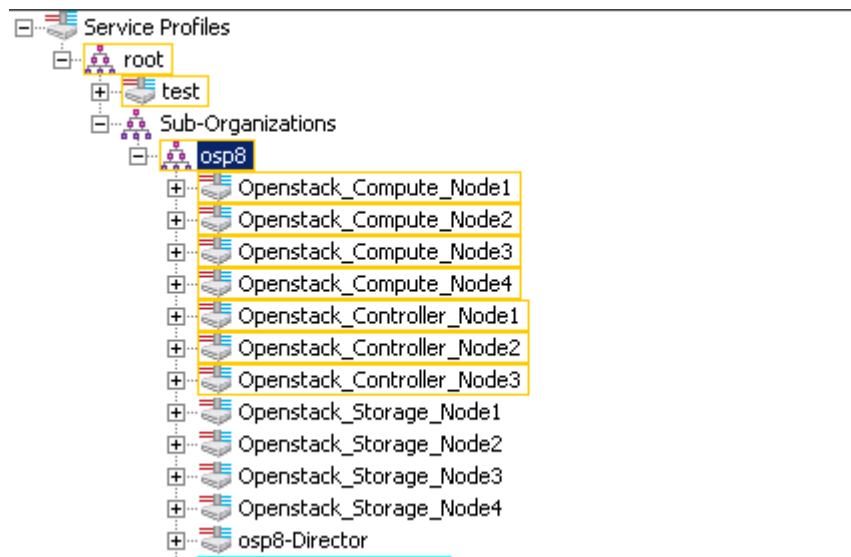 Service Profiles
root
test
Sub-Organizations
osp8
Openstack_Compute_Node1
Openstack_Compute_Node2
Openstack_Compute_Node3
Openstack_Compute_Node4
Openstack_Controller_Node1
Openstack_Controller_Node2
Openstack_Controller_Node3
Openstack_Storage_Node1
Openstack_Storage_Node2
Openstack_Storage_Node3
Openstack_Storage_Node4
osp8-Director